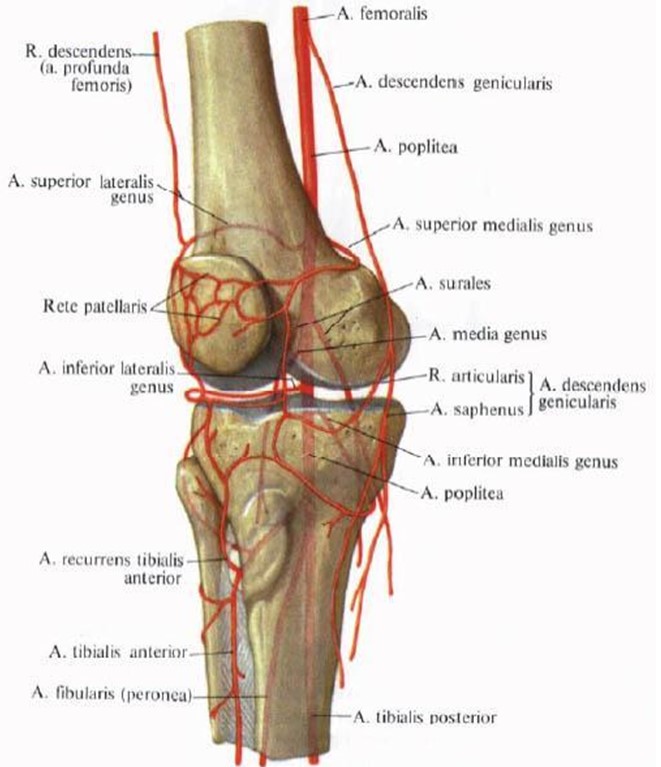 A. femoralis
R. descendens
(a. profunda
femoris)
A. descendens genicularis
A. poplitea
A. superior lateralis
genus
A. superior medialis genus
A. surales
Rete patellaris
A. media genus
A. inferior lateralis
genus
R. articularis
A. saphenus
A. descendens
genicularis
A. inferior medialis genus
A. poplitea
A. recurrens tibialis
anterior
A. tibialis anterior
A. fibularis (peronea)
A. tibialis posterior